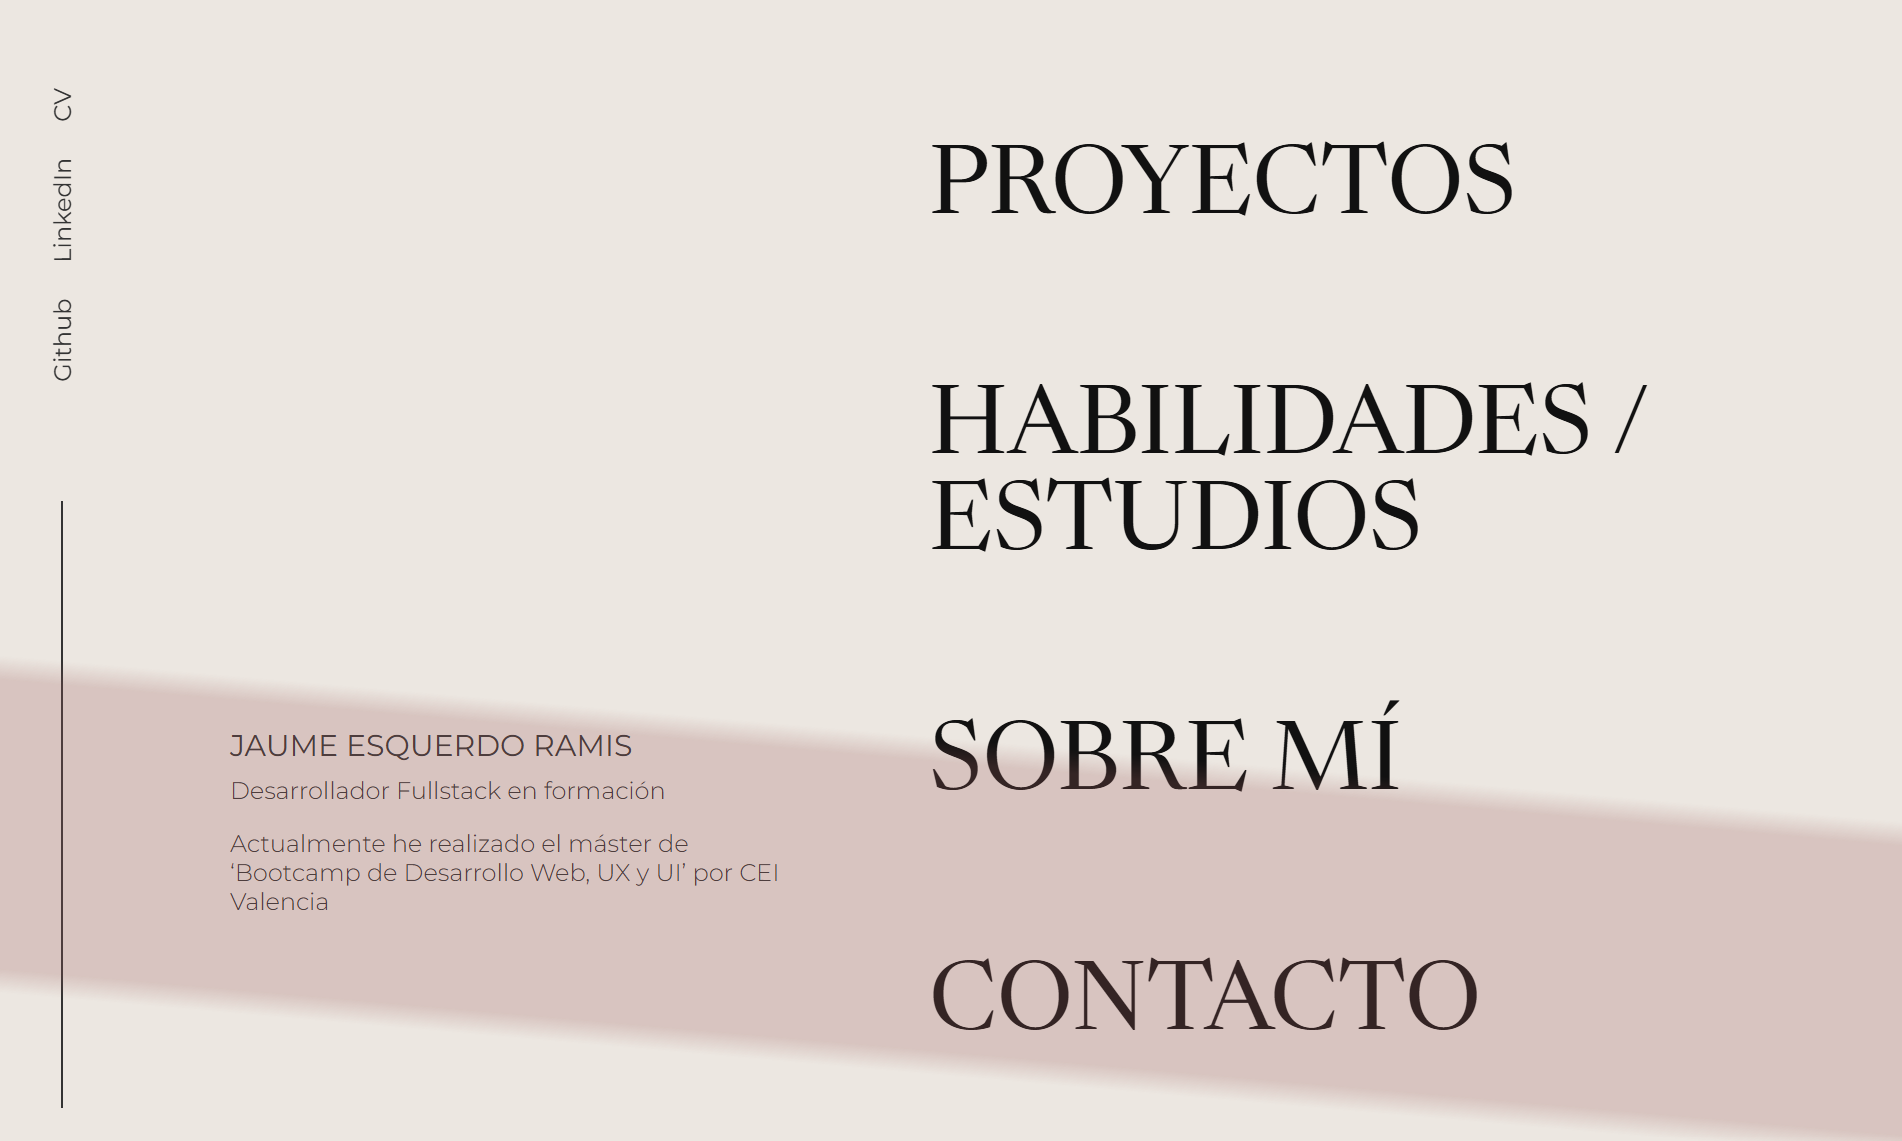 CV
LinkedIn
Github
PROYECTOS
HABILIDADES /
ESTUDIOS
SOBRE MÍ
CONTACTO
JAUME ESQUERDO RAMIS
Desarrollador Fullstack en formación
Actualmente he realizado el máster de
‘Bootcamp de Desarrollo Web, UX y UI’ por CEI
Valencia